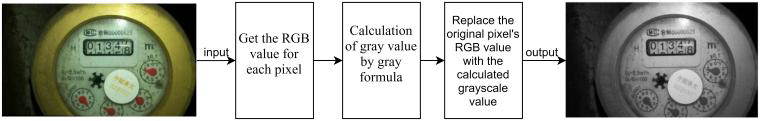 input
Get the RGB
value for
each pixel
Calculation
of gray value
by gray
formula
Replace the
original pixel's
RGB value
with the
calculated
grayscale
value
output